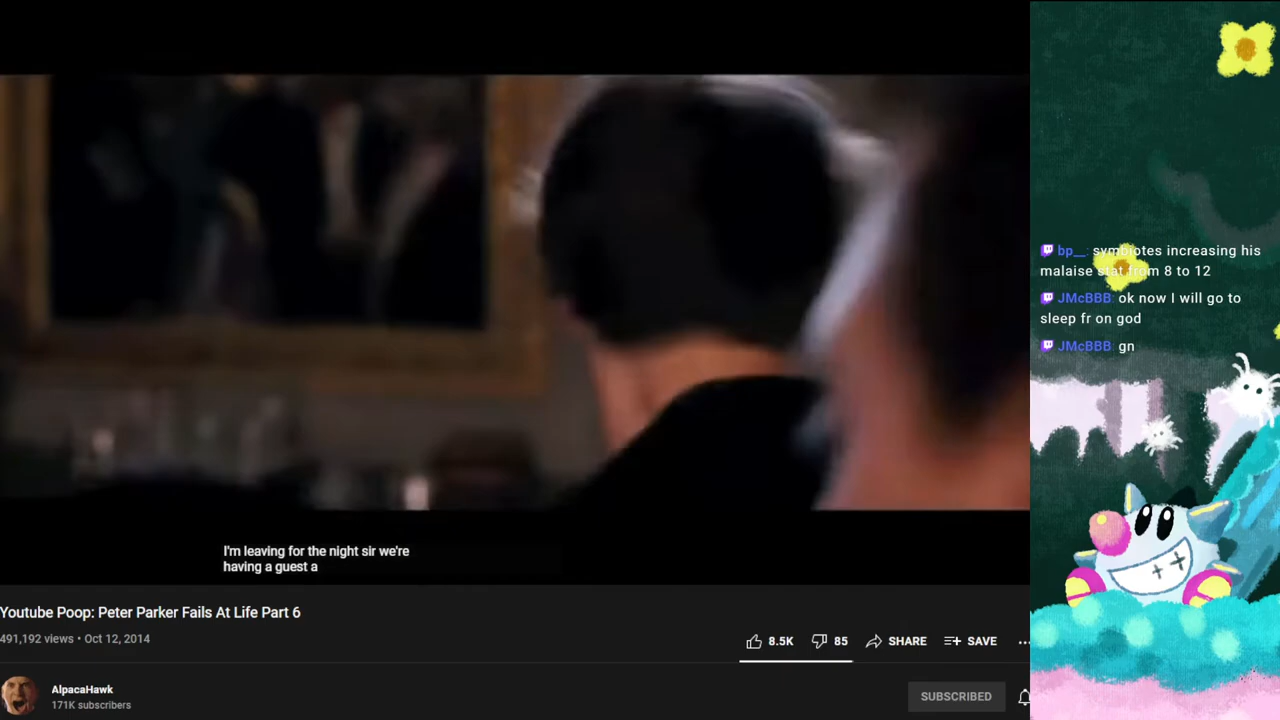 bp__: symbiotes increasing his
malaise stat from 8 to 12
JMcBBB: ok now I will go to
sleep fr on god
JMcBBB: gn
I'm leaving for the night sir we're
having a guest a
Youtube Poop: Peter Parker Fails At Life Part 6
491,192 views • Oct 12, 2014
8.5K 85 SHARE SAVE ...
AlpacaHawk
171K subscribers
SUBSCRIBED